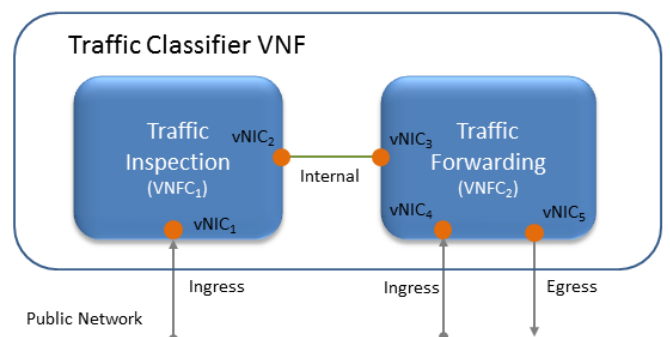 Traffic Classifier VNF
Traffic
Inspection
(VNFC₁)
vNIC₂
vNIC₁
Internal
vNIC₃
Traffic
Forwarding
(VNFC₂)
vNIC₄
vNIC₅
Ingress
Ingress
Egress
Public Network